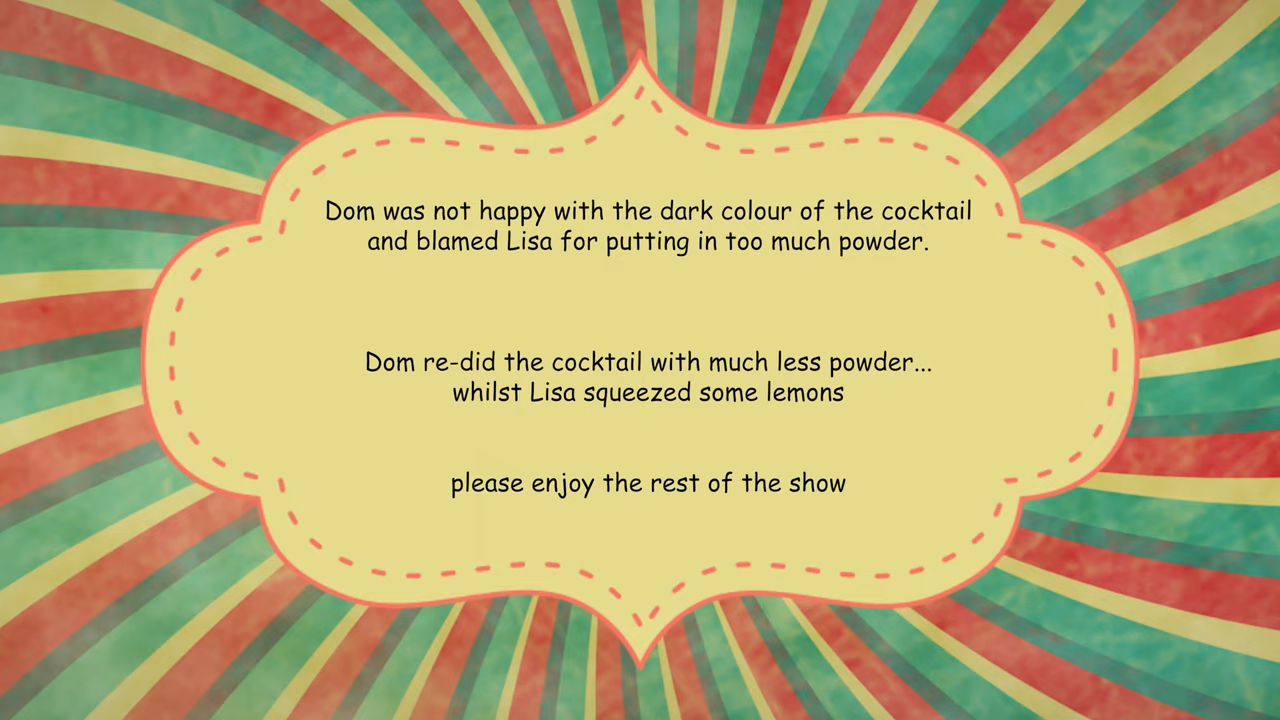 Dom was not happy with the dark colour of the cocktail
and blamed Lisa for putting in too much powder.
Dom re-did the cocktail with much less powder...
whilst Lisa squeezed some lemons
please enjoy the rest of the show